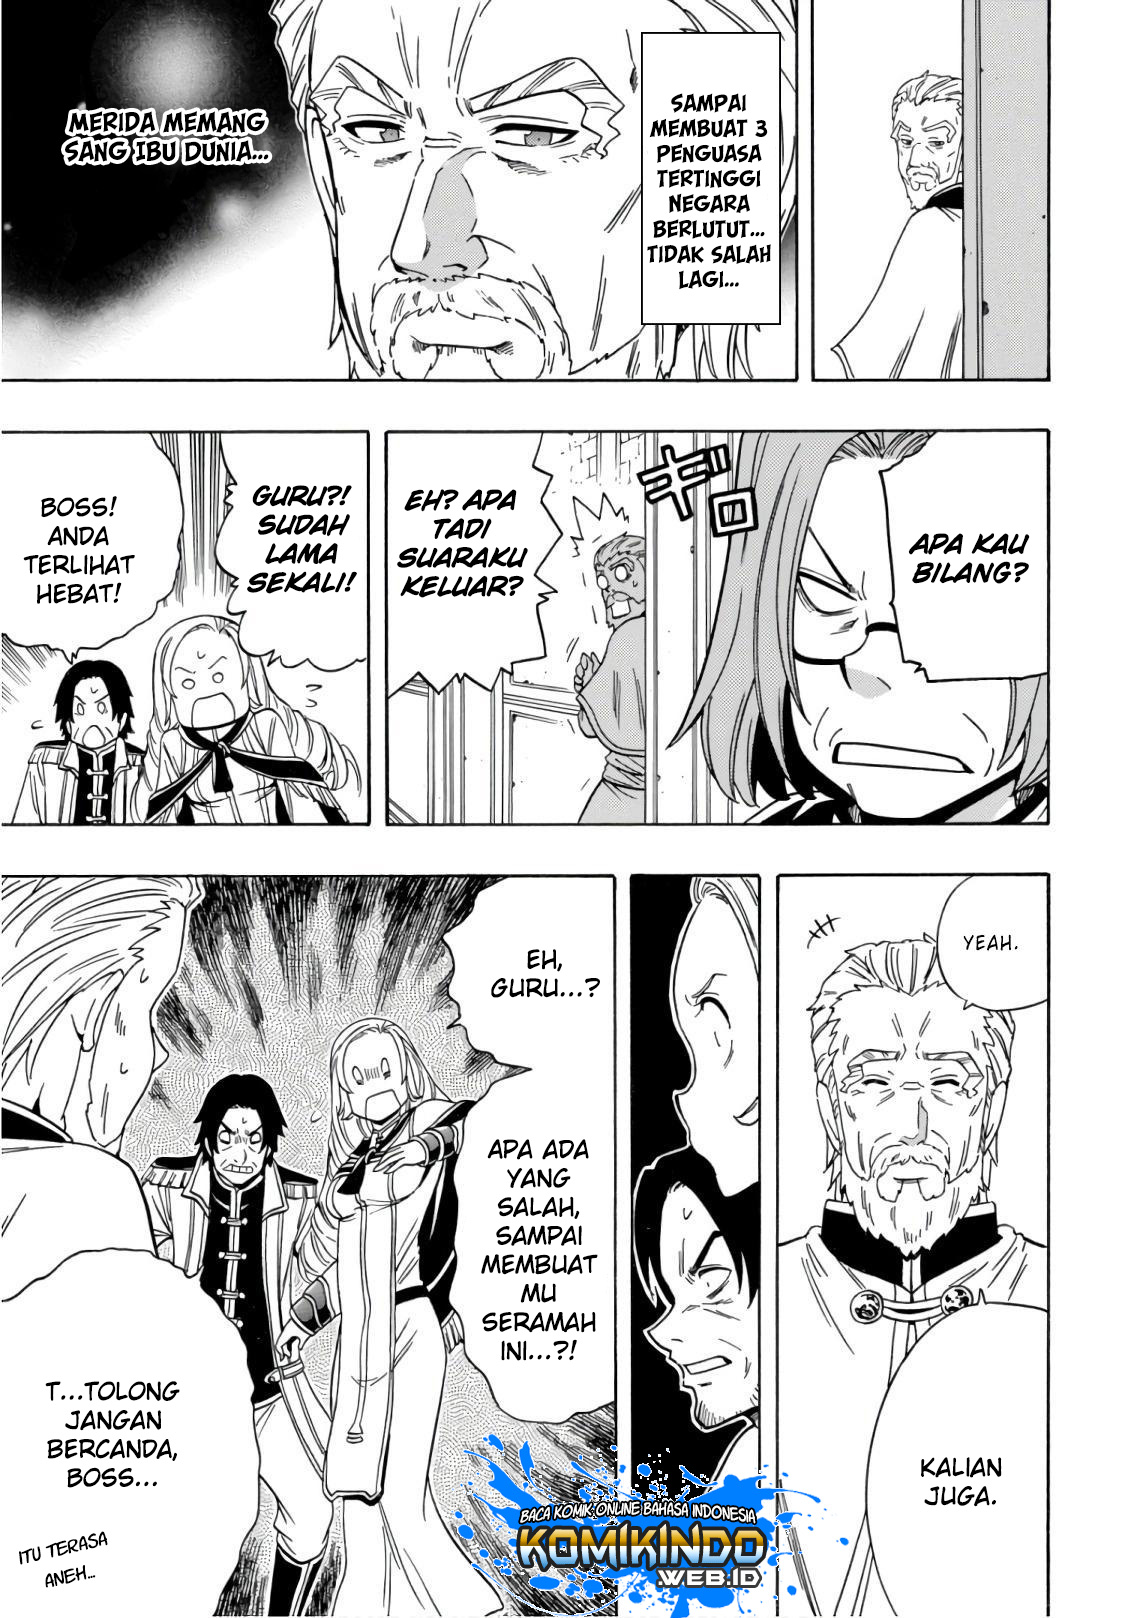 SAMPAI
MEMBUAT 3
PENGUASA
TERTINGGI
NEGARA
BERLUTUT...
TIDAK SALAH
LAGI...
MERIDA MEMANG
SANG IBU DUNIA...
APA KAU
BILANG?
ギロ
EH? APA
TADI
SUARAKU
KELUAR?
GURU?!
SUDAH
LAMA
SEKALI!
BOSS!
ANDA
TERLIHAT
HEBAT!
YEAH.
KALIAN
JUGA.
EH,
GURU...?
APA ADA
YANG
SALAH,
SAMPAI
MEMBUAT
MU
SERAMAH
INI...?!
T...TOLONG
JANGAN
BERCANDA,
BOSS...
ITU TERASA
ANEH...
BACA KOMIK ONLINE BAHASA INDONESIA
KOMIKINDO
WEB.ID